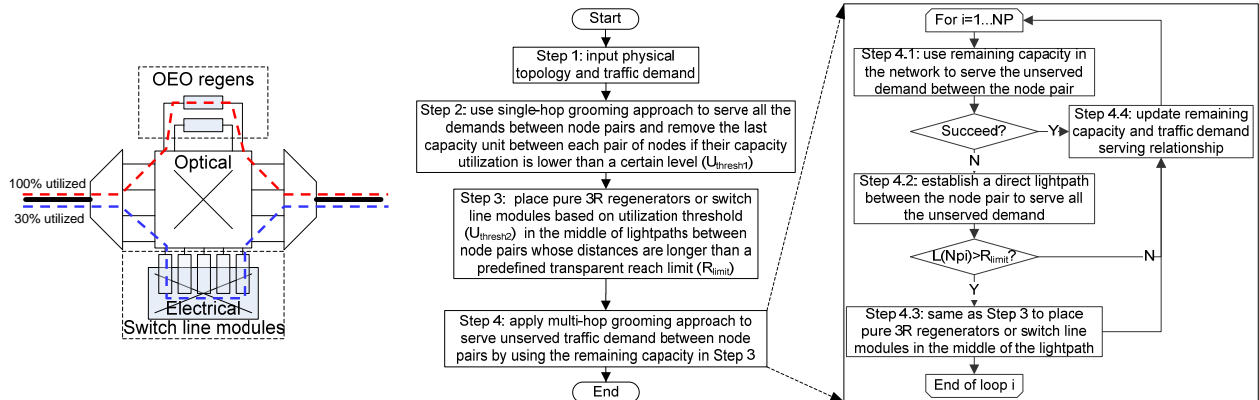 OEO regens
Optical
100% utilized
30% utilized
Electrical
Switch line modules
Start
Step 1: input physical
topology and traffic demand
Step 2: use single-hop grooming approach to serve all the
demands between node pairs and remove the last
capacity unit between each pair of nodes if their capacity
utilization is lower than a certain level (Uthresh1)
Step 3: place pure 3R regenerators or switch
line modules based on utilization threshold
(Uthresh2) in the middle of lightpaths between
node pairs whose distances are longer than a
predefined transparent reach limit (Rlimit)
Step 4: apply multi-hop grooming approach to
serve unserved traffic demand between node
pairs by using the remaining capacity in Step 3
End
For i=1...NP
Step 4.1: use remaining capacity in
the network to serve the unserved
demand between the node pair
Succeed?
Y
N
Step 4.4: update remaining
capacity and traffic demand
serving relationship
Step 4.2: establish a direct lightpath
between the node pair to serve all
the unserved demand
L(Npi)>Rlimit?
N
Y
Step 4.3: same as Step 3 to place
pure 3R regenerators or switch line
modules in the middle of the lightpath
End of loop i